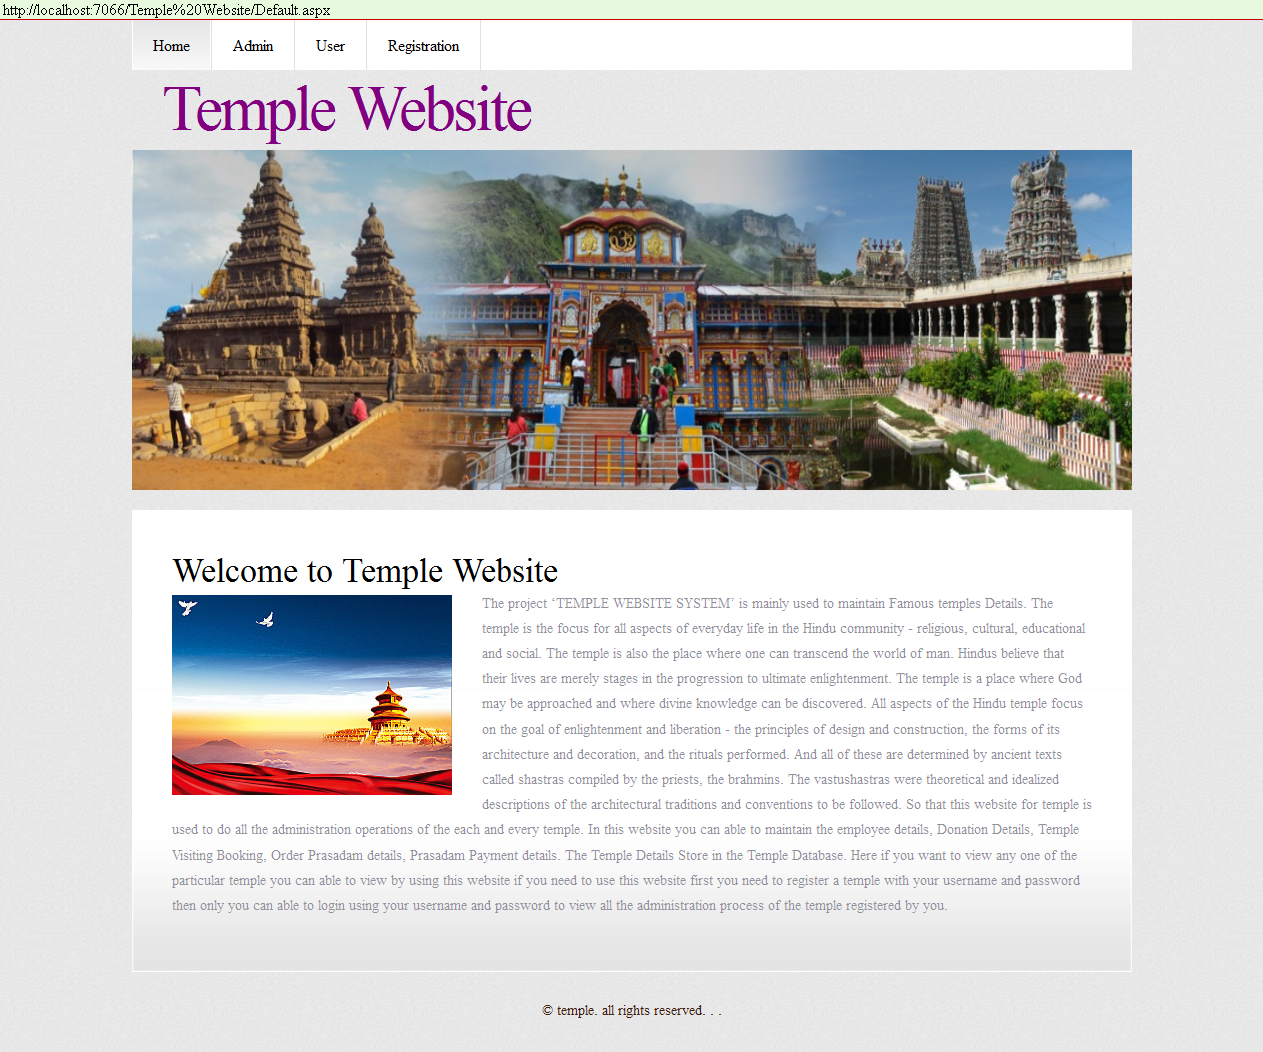 http://localhost:7066/Temple%20Website/Default.aspx
Home Admin User Registration
Temple Website
Welcome to Temple Website
The project ‘TEMPLE WEBSITE SYSTEM’ is mainly used to maintain Famous temples Details. The
temple is the focus for all aspects of everyday life in the Hindu community - religious, cultural, educational
and social. The temple is also the place where one can transcend the world of man. Hindus believe that
their lives are merely stages in the progression to ultimate enlightenment. The temple is a place where God
may be approached and where divine knowledge can be discovered. All aspects of the Hindu temple focus
on the goal of enlightenment and liberation - the principles of design and construction, the forms of its
architecture and decoration, and the rituals performed. And all of these are determined by ancient texts
called shastras compiled by the priests, the brahmins. The vastushastras were theoretical and idealized
descriptions of the architectural traditions and conventions to be followed. So that this website for temple is
used to do all the administration operations of the each and every temple. In this website you can able to maintain the employee details, Donation Details, Temple
Visiting Booking, Order Prasadam details, Prasadam Payment details. The Temple Details Store in the Temple Database. Here if you want to view any one of the
particular temple you can able to view by using this website if you need to use this website first you need to register a temple with your username and password
then only you can able to login using your username and password to view all the administration process of the temple registered by you.
© temple. all rights reserved. . .